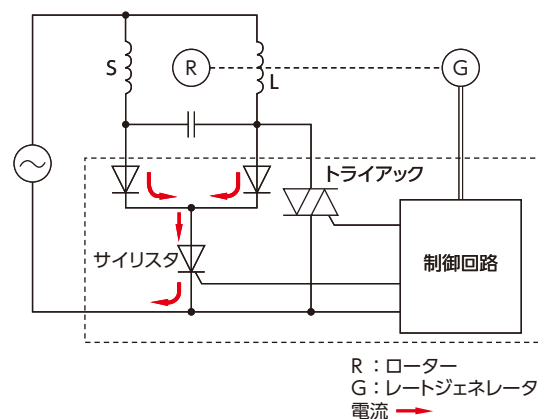 S
R
L
G
トライアック
サイリスタ
制御回路
R：ローター
G：レートジェネレータ
電流